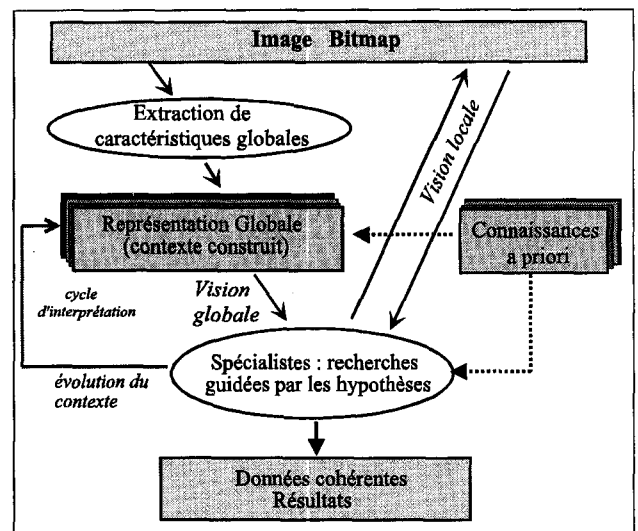 Image Bitmap
Extraction de
caractéristiques globales
Vision locale
Représentation Globale
(contexte construit)
Connaissances
a priori
cycle
d'interprétation
Vision
globale
Spécialistes : recherches
guidées par les hypothèses
évolution du
contexte
Données cohérentes
Résultats